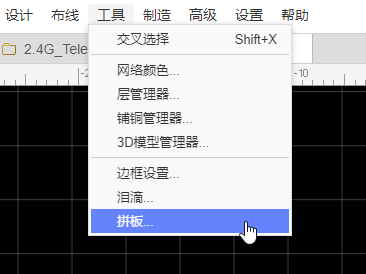 设计 布线 工具 制造 高级 设置 帮助
2.4G_Tele
交叉选择 Shift+X
-10
网络颜色...
层管理器...
铺铜管理器...
3D模型管理器...
边框设置...
泪滴...
拼板...